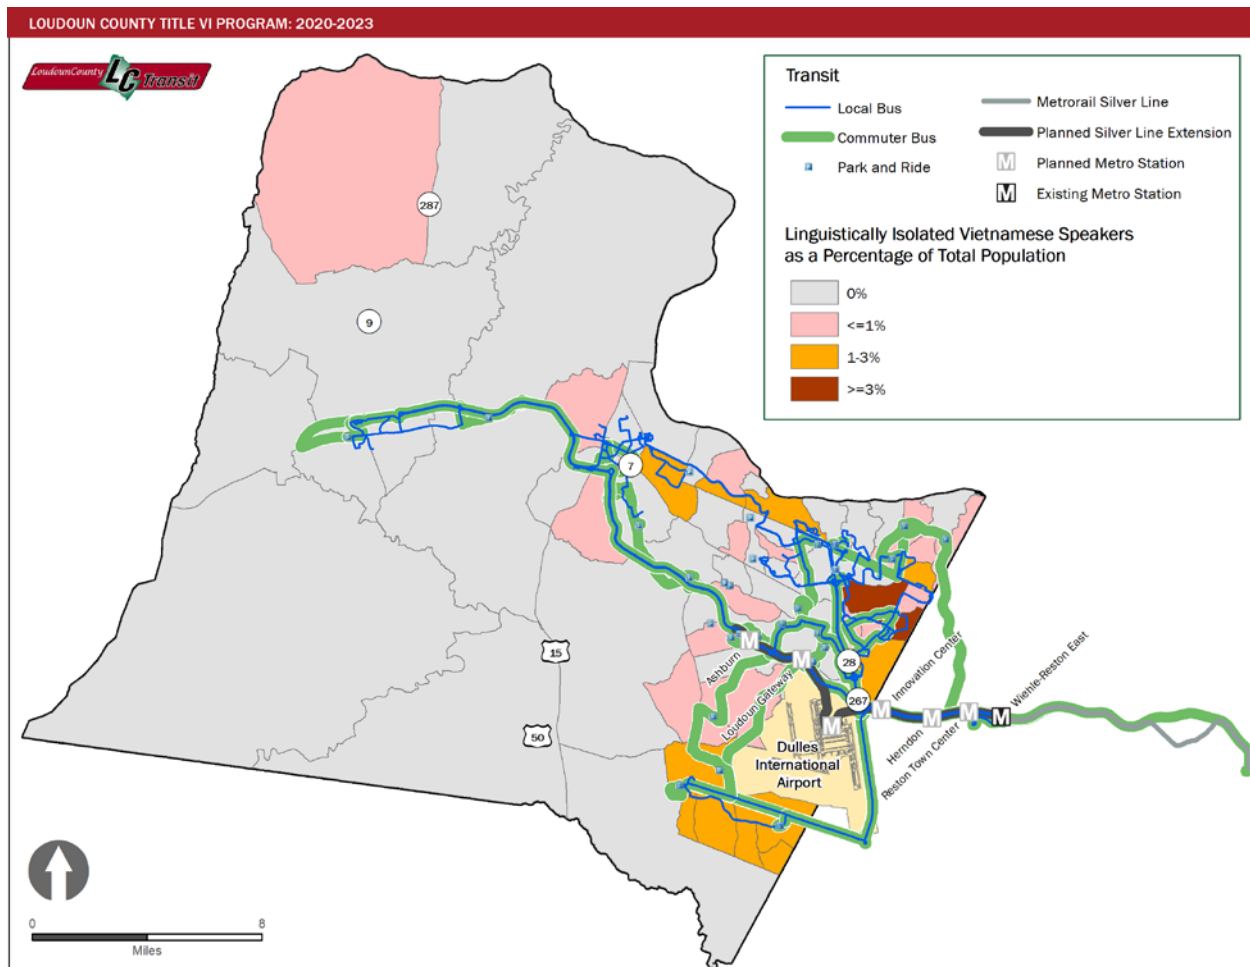 LOUDOUN COUNTY TITLE VI PROGRAM: 2020-2023
LoudounCounty
LC
Transit
Transit
Local Bus
Commuter Bus
Park and Ride
Metrorail Silver Line
Planned Silver Line Extension
M
Planned Metro Station
M
Existing Metro Station
Linguistically Isolated Vietnamese Speakers
as a Percentage of Total Population
0%
<=1%
1-3%
>=3%
287
9
7
15
50
28
267
M
Ashburn
M
Loudoun Gateway
M
Dulles
International
Airport
M
Innovation Center
M
Herndon
M
Reston Town Center
M
Wiehle-Reston East
0
8
Miles